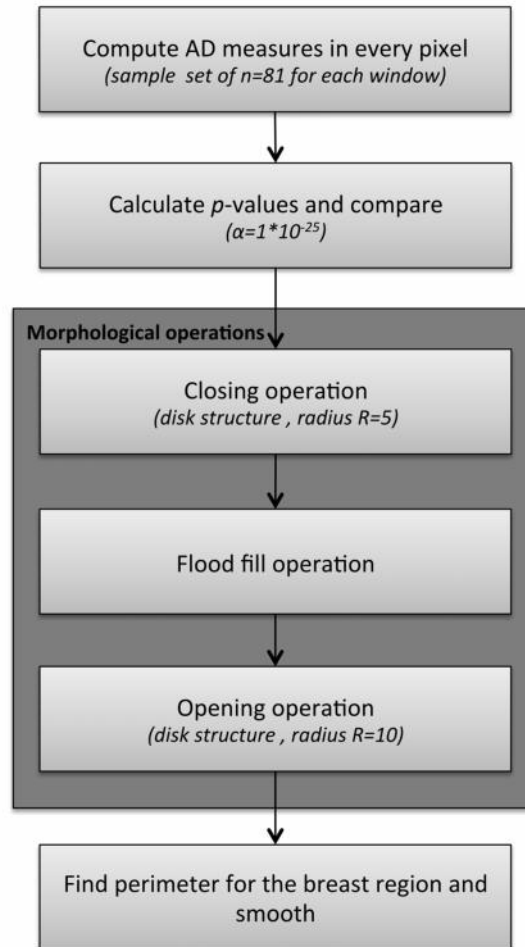 Compute AD measures in every pixel
(sample set of n=81 for each window)
Calculate p-values and compare
(α=1*10⁻²⁵)
Morphological operations
Closing operation
(disk structure , radius R=5)
Flood fill operation
Opening operation
(disk structure , radius R=10)
Find perimeter for the breast region and
smooth